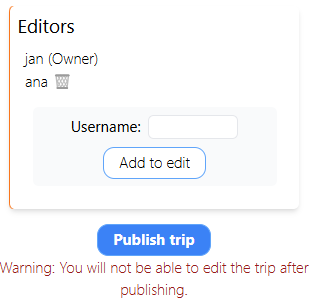 Editors
jan (Owner)
ana
Username:
Add to edit
Publish trip
Warning: You will not be able to edit the trip after
publishing.